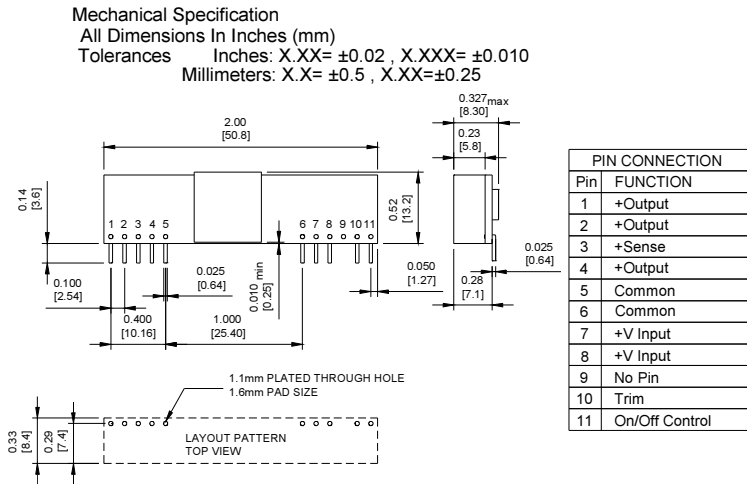 Mechanical Specification
All Dimensions In Inches (mm)
Tolerances Inches: X.XX= ±0.02 , X.XXX= ±0.010
Millimeters: X.X= ±0.5 , X.XX=±0.25
2.00
[50.8]
0.327 max
[8.30]
0.23
[5.8]
0.14
[3.6]
1 2 3 4 5
6 7 8 9 10 11
0.52
[13.2]
0.100
[2.54]
0.025
[0.64]
0.010 min
[0.25]
0.050
[1.27]
0.28
[7.1]
0.025
[0.64]
0.400
[10.16]
1.000
[25.40]
1.1mm PLATED THROUGH HOLE
1.6mm PAD SIZE
0.33
[8.4]
0.29
[7.4]
LAYOUT PATTERN
TOP VIEW
PIN CONNECTION
Pin FUNCTION
1 +Output
2 +Output
3 +Sense
4 +Output
5 Common
6 Common
7 +V Input
8 +V Input
9 No Pin
10 Trim
11 On/Off Control